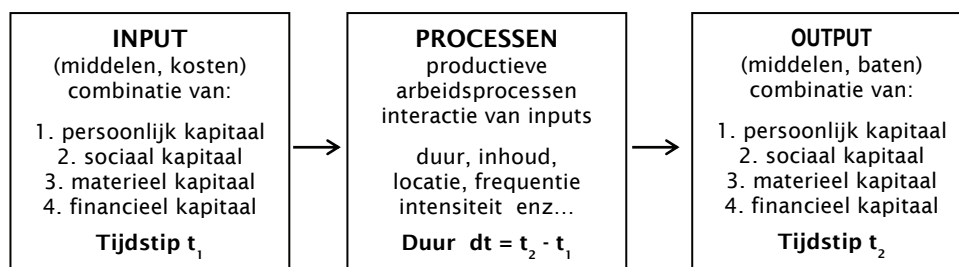 INPUT
(middelen, kosten)
combinatie van:
1. persoonlijk kapitaal
2. sociaal kapitaal
3. materieel kapitaal
4. financieel kapitaal
Tijdstip t₁
PROCESSEN
productieve
arbeidsprocessen
interactie van inputs
duur, inhoud,
locatie, frequentie
intensiteit enz...
Duur dt = t₂ - t₁
OUTPUT
(middelen, baten)
combinatie van:
1. persoonlijk kapitaal
2. sociaal kapitaal
3. materieel kapitaal
4. financieel kapitaal
Tijdstip t₂